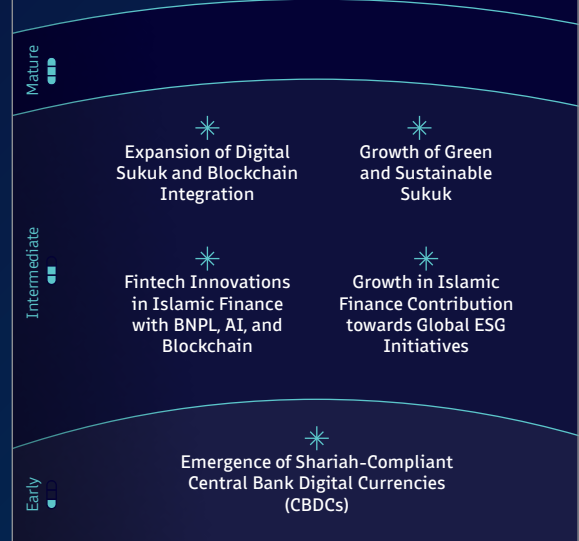 Mature
Expansion of Digital
Sukuk and Blockchain
Integration
Growth of Green
and Sustainable
Sukuk
Intermediate
Fintech Innovations
in Islamic Finance
with BNPL, AI, and
Blockchain
Growth in Islamic
Finance Contribution
towards Global ESG
Initiatives
Early
Emergence of Shariah-Compliant
Central Bank Digital Currencies
(CBDCs)